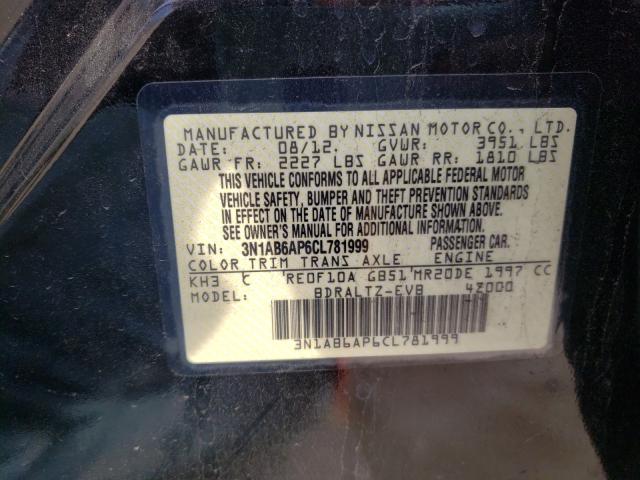 MANUFACTURED BY NISSAN MOTOR CO., LTD.
DATE: 08/12. GVWR: 3951 LBS
GAWR FR: 2227 LBS GAWR RR: 1810 LBS
THIS VEHICLE CONFORMS TO ALL APPLICABLE FEDERAL MOTOR
VEHICLE SAFETY, BUMPER AND THEFT PREVENTION STANDARDS
IN EFFECT ON THE DATE OF MANUFACTURE SHOWN ABOVE.
SEE OWNER'S MANUAL FOR ADDITIONAL INFORMATION.
VIN: 3N1AB6AP6CL781999 PASSENGER CAR.
COLOR TRIM TRANS AXLE ENGINE
KH3 C RE0F10A GB51 MR20DE 1997 CC
MODEL: BDRALTZ-EVB 4Z000
3N1AB6AP6CL781999